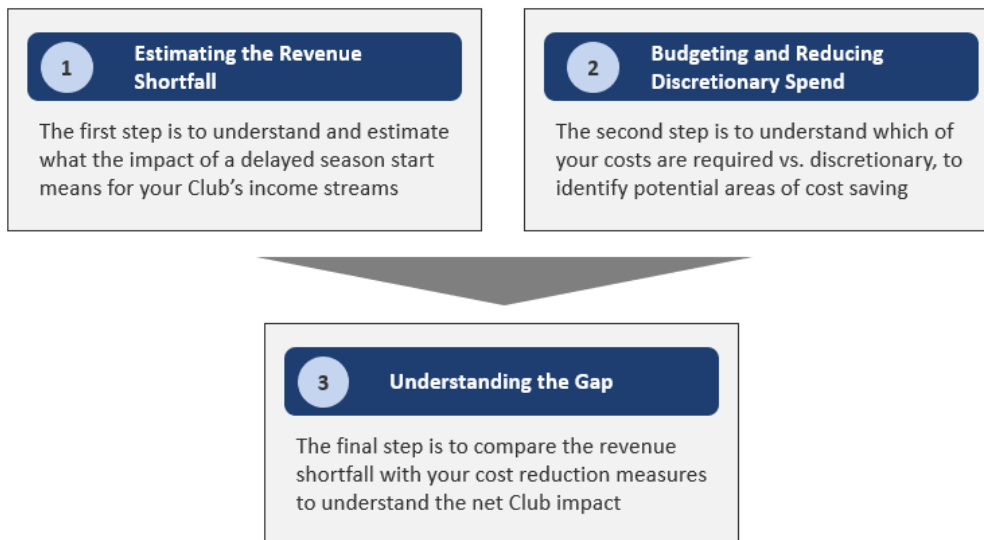 1
Estimating the Revenue
Shortfall
The first step is to understand and estimate
what the impact of a delayed season start
means for your Club's income streams
2
Budgeting and Reducing
Discretionary Spend
The second step is to understand which of
your costs are required vs. discretionary, to
identify potential areas of cost saving
3
Understanding the Gap
The final step is to compare the revenue
shortfall with your cost reduction measures
to understand the net Club impact